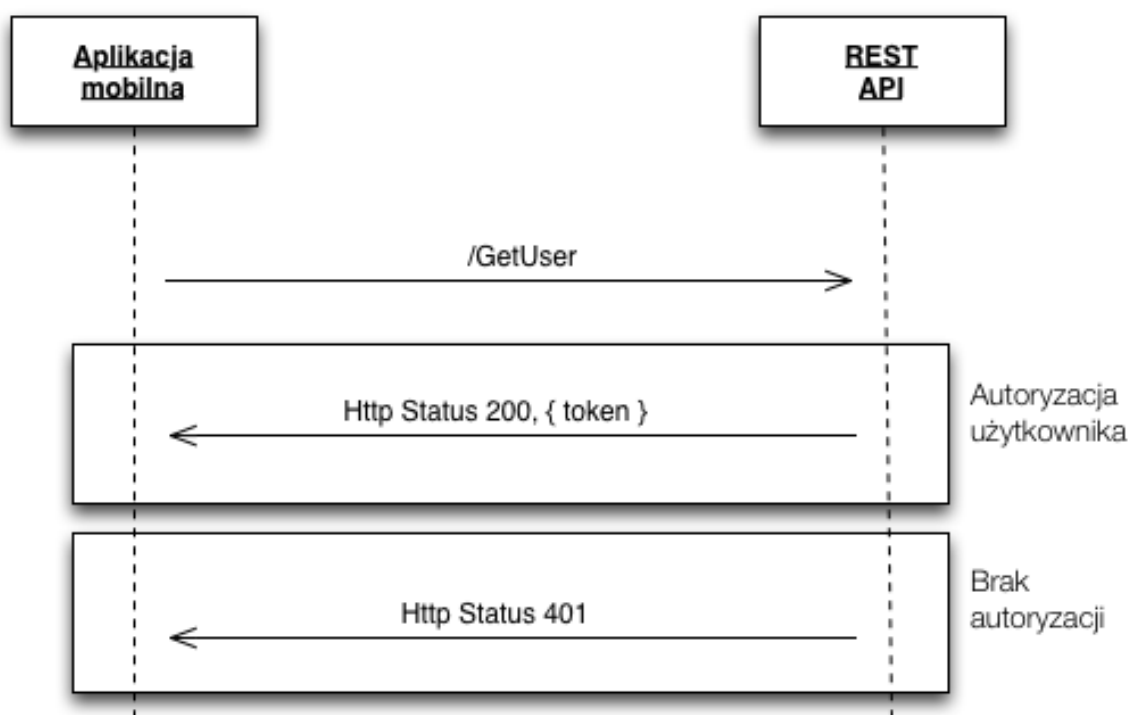 Aplikacja
mobilna
REST
API
/GetUser
Http Status 200, { token }
Autoryzacja
użytkownika
Http Status 401
Brak
autoryzacji